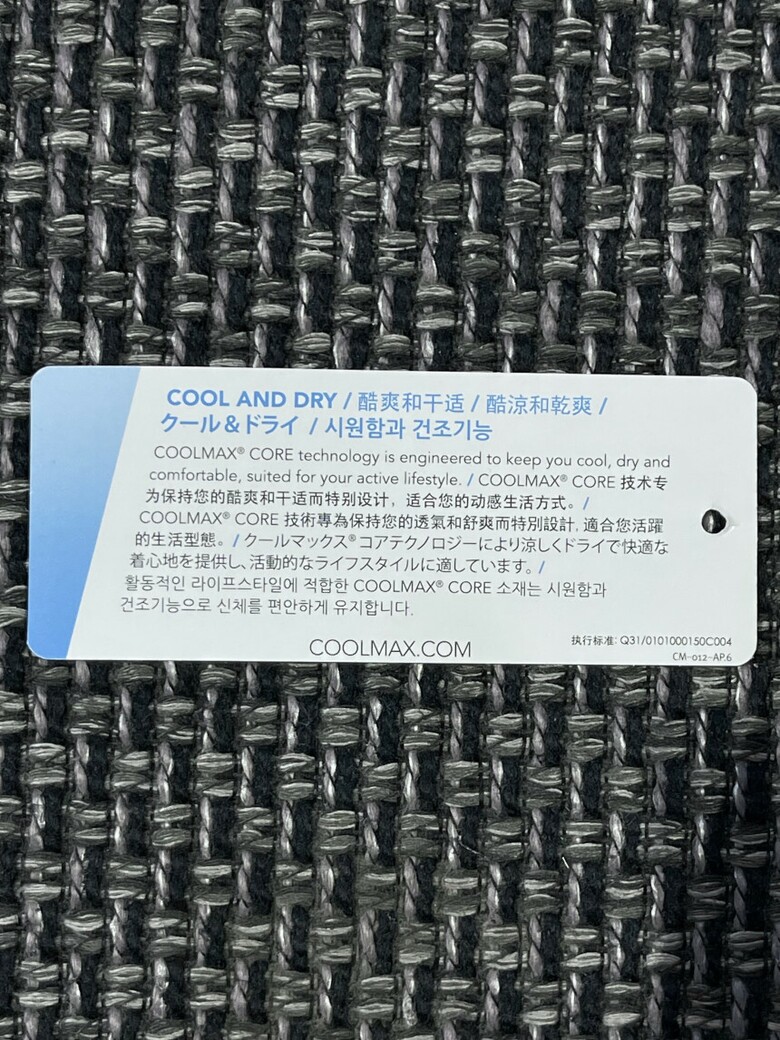 COOL AND DRY / 酷爽和干适 / 酷涼和乾爽 /
クール&ドライ / 시원함과 건조기능
COOLMAX® CORE technology is engineered to keep you cool, dry and
comfortable, suited for your active lifestyle. / COOLMAX® CORE 技术专
为保持您的酷爽和干适而特别设计，适合您的动感生活方式。/
COOLMAX® CORE 技術專為保持您的透氣和舒爽而特別設計, 適合您活躍
的生活型態。/ クールマックス®コアテクノロジーにより涼しくドライで快適な
着心地を提供し、活動的なライフスタイルに適しています。/
활동적인 라이프스타일에 적합한 COOLMAX® CORE 소재는 시원함과
건조기능으로 신체를 편안하게 유지합니다.
COOLMAX.COM
执行标准: Q31/0101000150C004
CM-012-AP.6